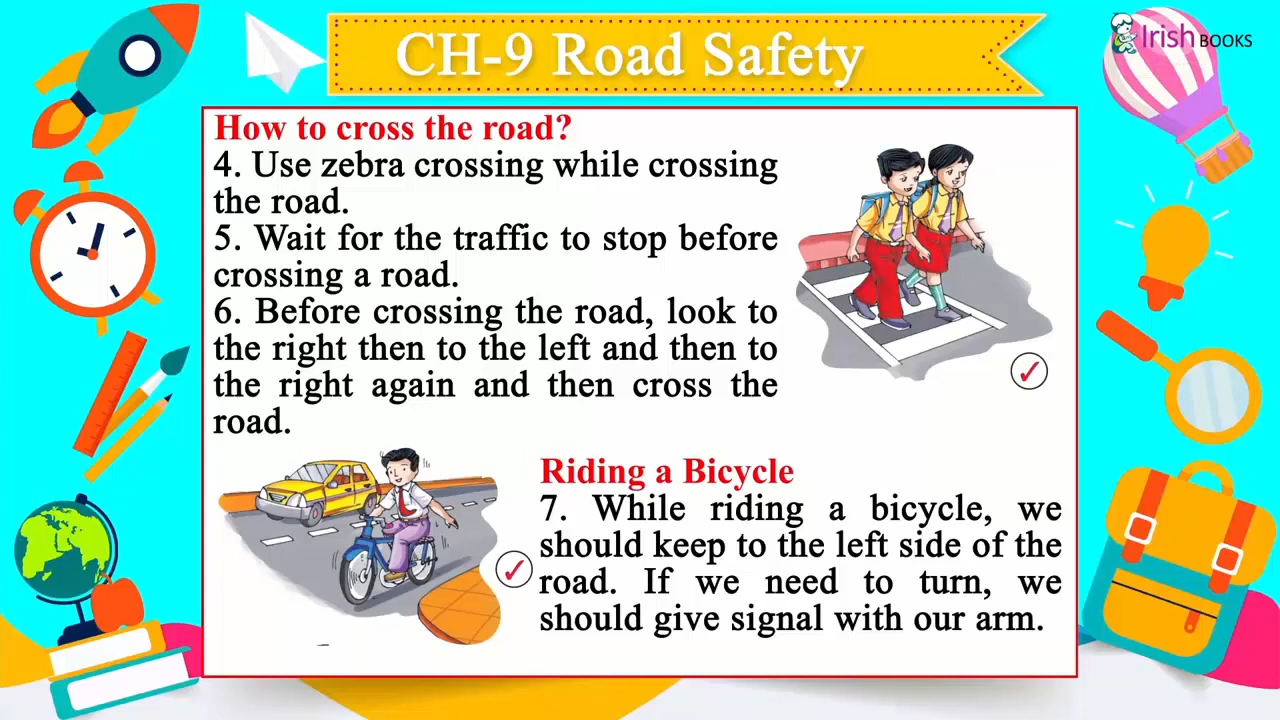 CH-9 Road Safety
Irish BOOKS
How to cross the road?
4. Use zebra crossing while crossing
the road.
5. Wait for the traffic to stop before
crossing a road.
6. Before crossing the road, look to
the right then to the left and then to
the right again and then cross the
road.
Riding a Bicycle
7. While riding a bicycle, we
should keep to the left side of the
road. If we need to turn, we
should give signal with our arm.